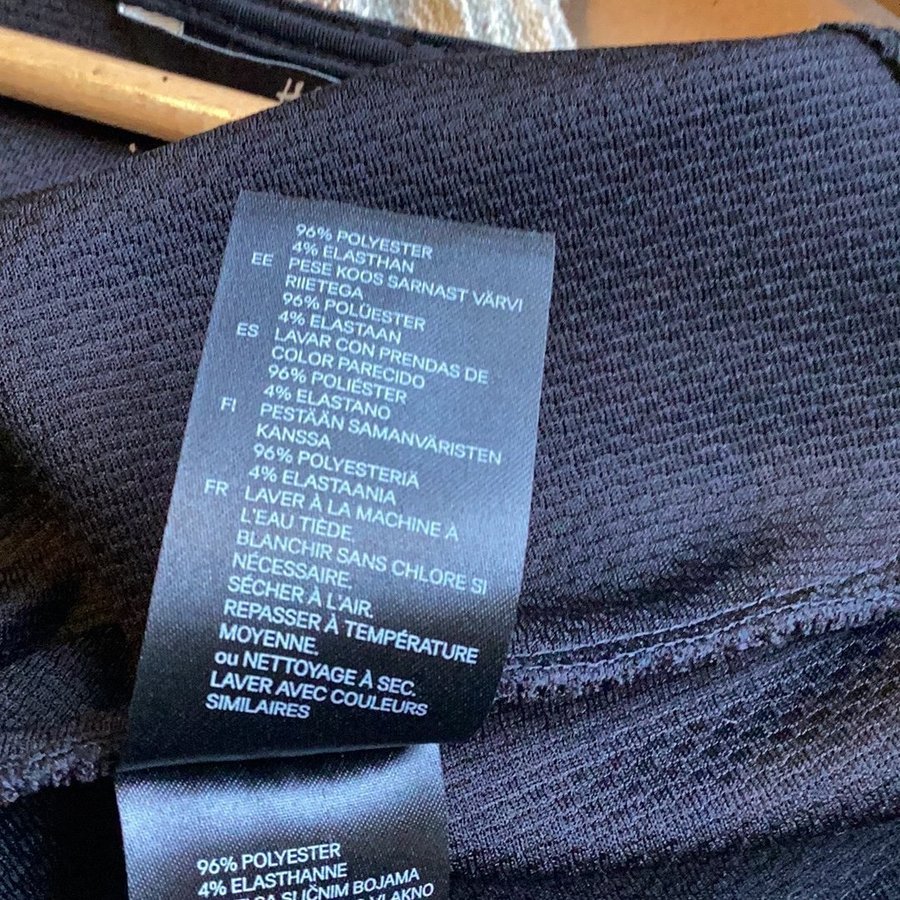 H
96% POLYESTER
4% ELASTHAN
EE PESE KOOS SARNAST VÄRVI
RIIETEGA
96% POLÜESTER
4% ELASTAAN
ES LAVAR CON PRENDAS DE
COLOR PARECIDO
96% POLIÉSTER
4% ELASTANO
FI PESTÄÄN SAMANVÄRISTEN
KANSSA
96% POLYESTERIÄ
4% ELASTAANIA
FR LAVER À LA MACHINE À
L'EAU TIÈDE.
BLANCHIR SANS CHLORE SI
NÉCESSAIRE.
SÉCHER À L'AIR.
REPASSER À TEMPÉRATURE
MOYENNE.
ou NETTOYAGE À SEC.
LAVER AVEC COULEURS
SIMILAIRES
96% POLYESTER
4% ELASTHANNE
SLIČNIM BOJAMA
VLAKNO